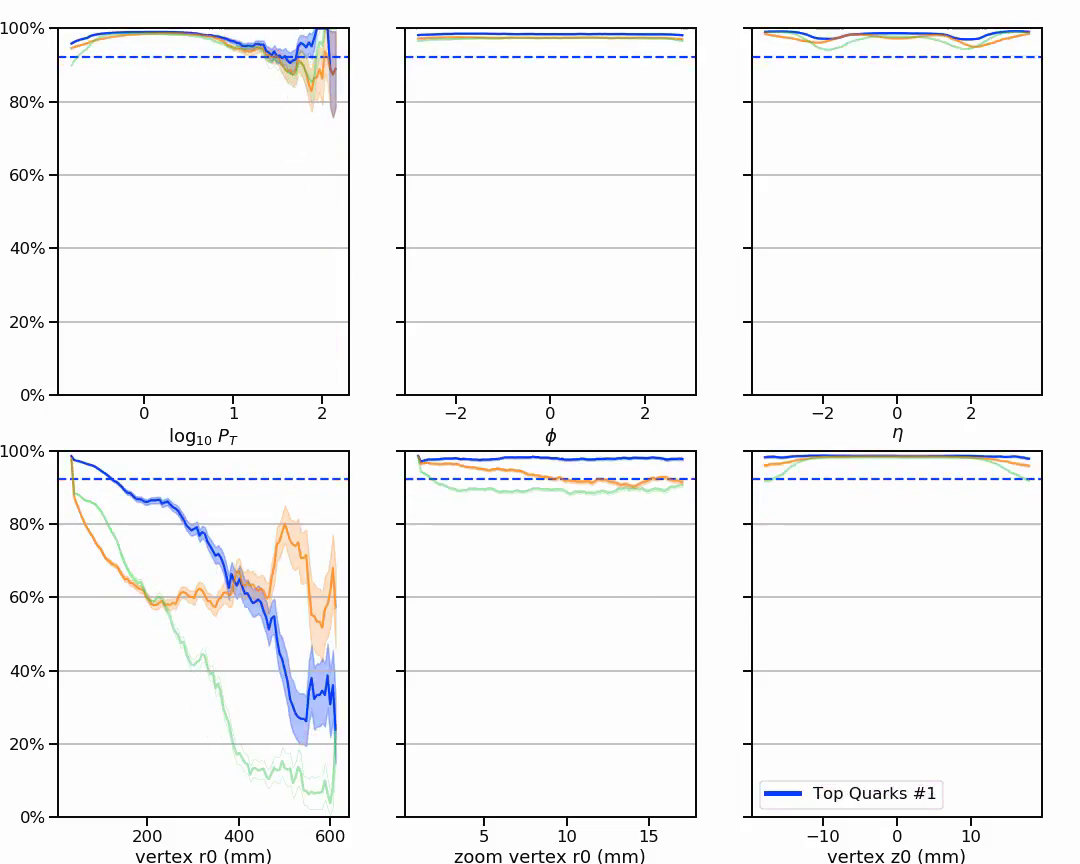 100%
80%
60%
40%
20%
0%
0 1 2
−2 0 2
−2 0 2
log₁₀ P_T
ϕ
η
100%
80%
60%
40%
20%
0%
Top Quarks #1
200 400 600
5 10 15
−10 0 10
vertex r0 (mm)
zoom vertex r0 (mm)
vertex z0 (mm)